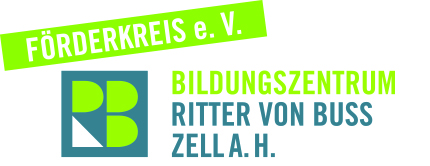 FÖRDERKREIS e. V.
BILDUNGSZENTRUM
RITTER VON BUSS
ZELL A. H.